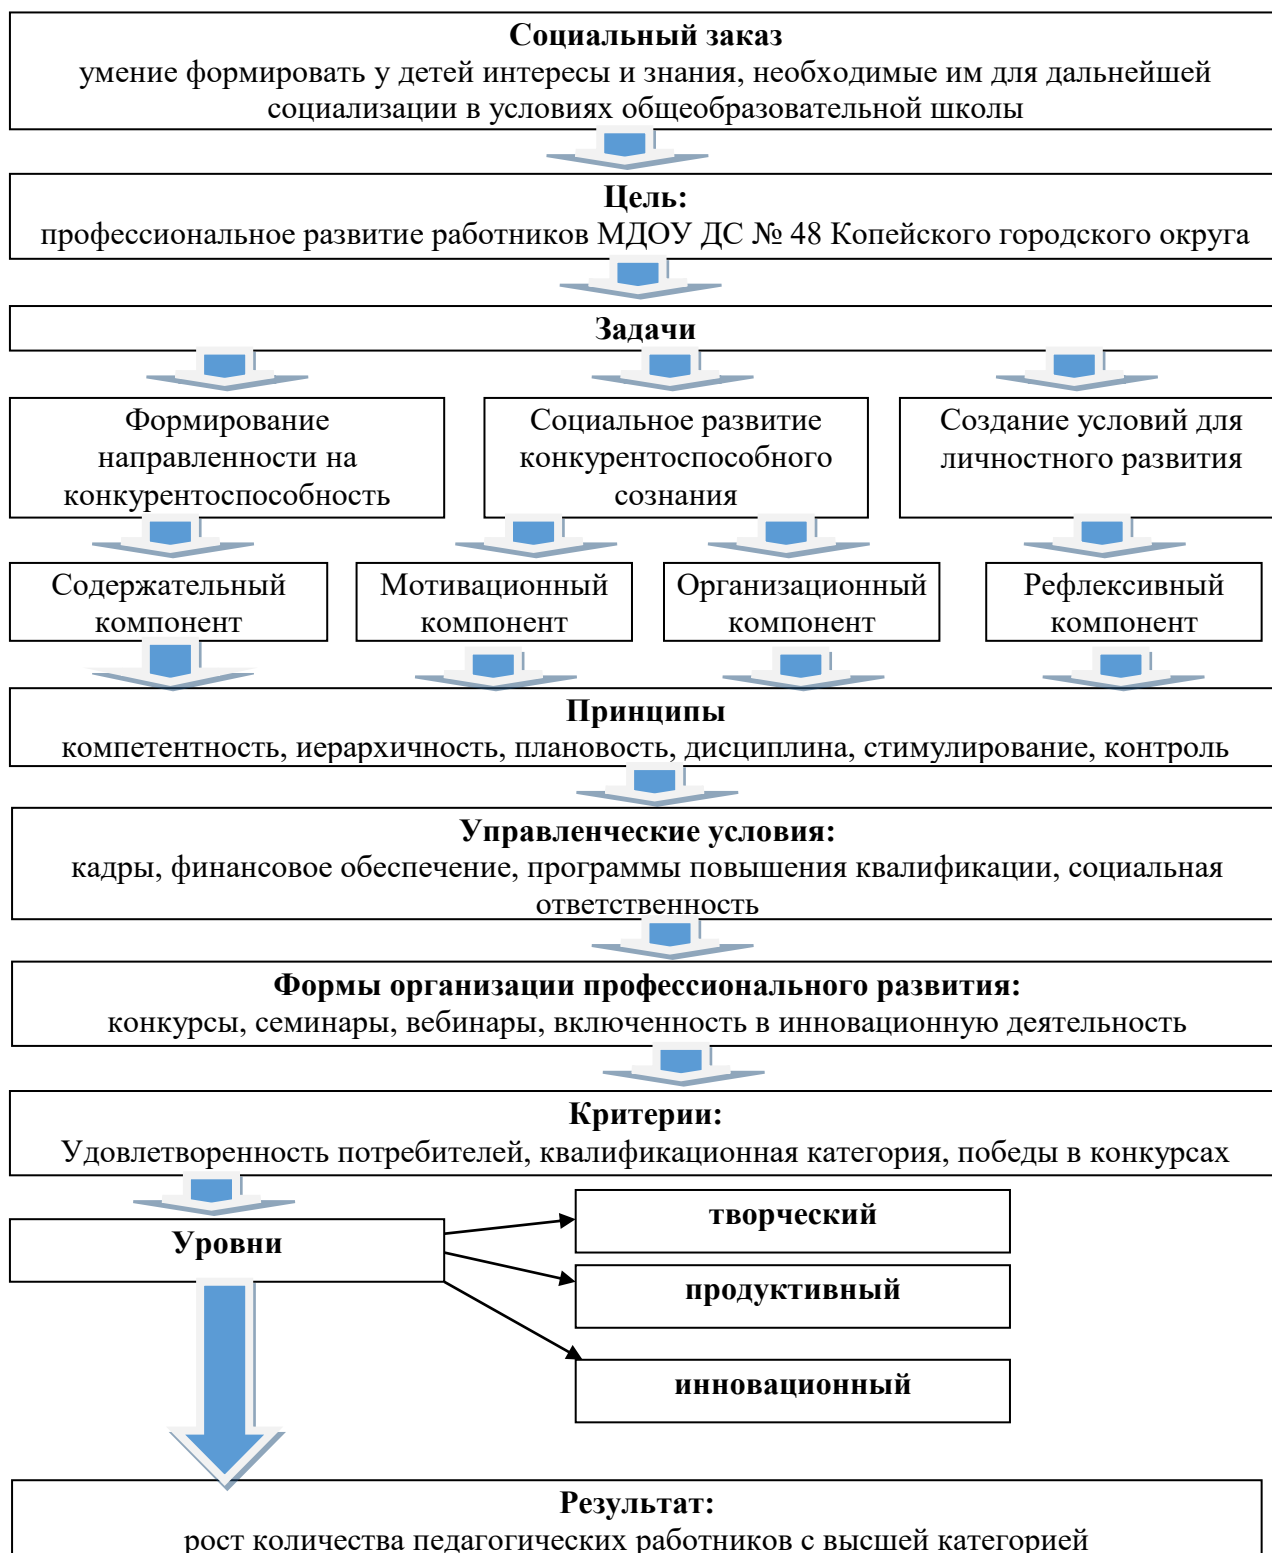 Социальный заказ
умение формировать у детей интересы и знания, необходимые им для дальнейшей
социализации в условиях общеобразовательной школы
Цель:
профессиональное развитие работников МДОУ ДС № 48 Копейского городского округа
Задачи
Формирование
направленности на
конкурентоспособность
Социальное развитие
конкурентоспособного
сознания
Создание условий для
личностного развития
Содержательный
компонент
Мотивационный
компонент
Организационный
компонент
Рефлексивный
компонент
Принципы
компетентность, иерархичность, плановость, дисциплина, стимулирование, контроль
Управленческие условия:
кадры, финансовое обеспечение, программы повышения квалификации, социальная
ответственность
Формы организации профессионального развития:
конкурсы, семинары, вебинары, включенность в инновационную деятельность
Критерии:
Удовлетворенность потребителей, квалификационная категория, победы в конкурсах
Уровни
творческий
продуктивный
инновационный
Результат:
рост количества педагогических работников с высшей категорией